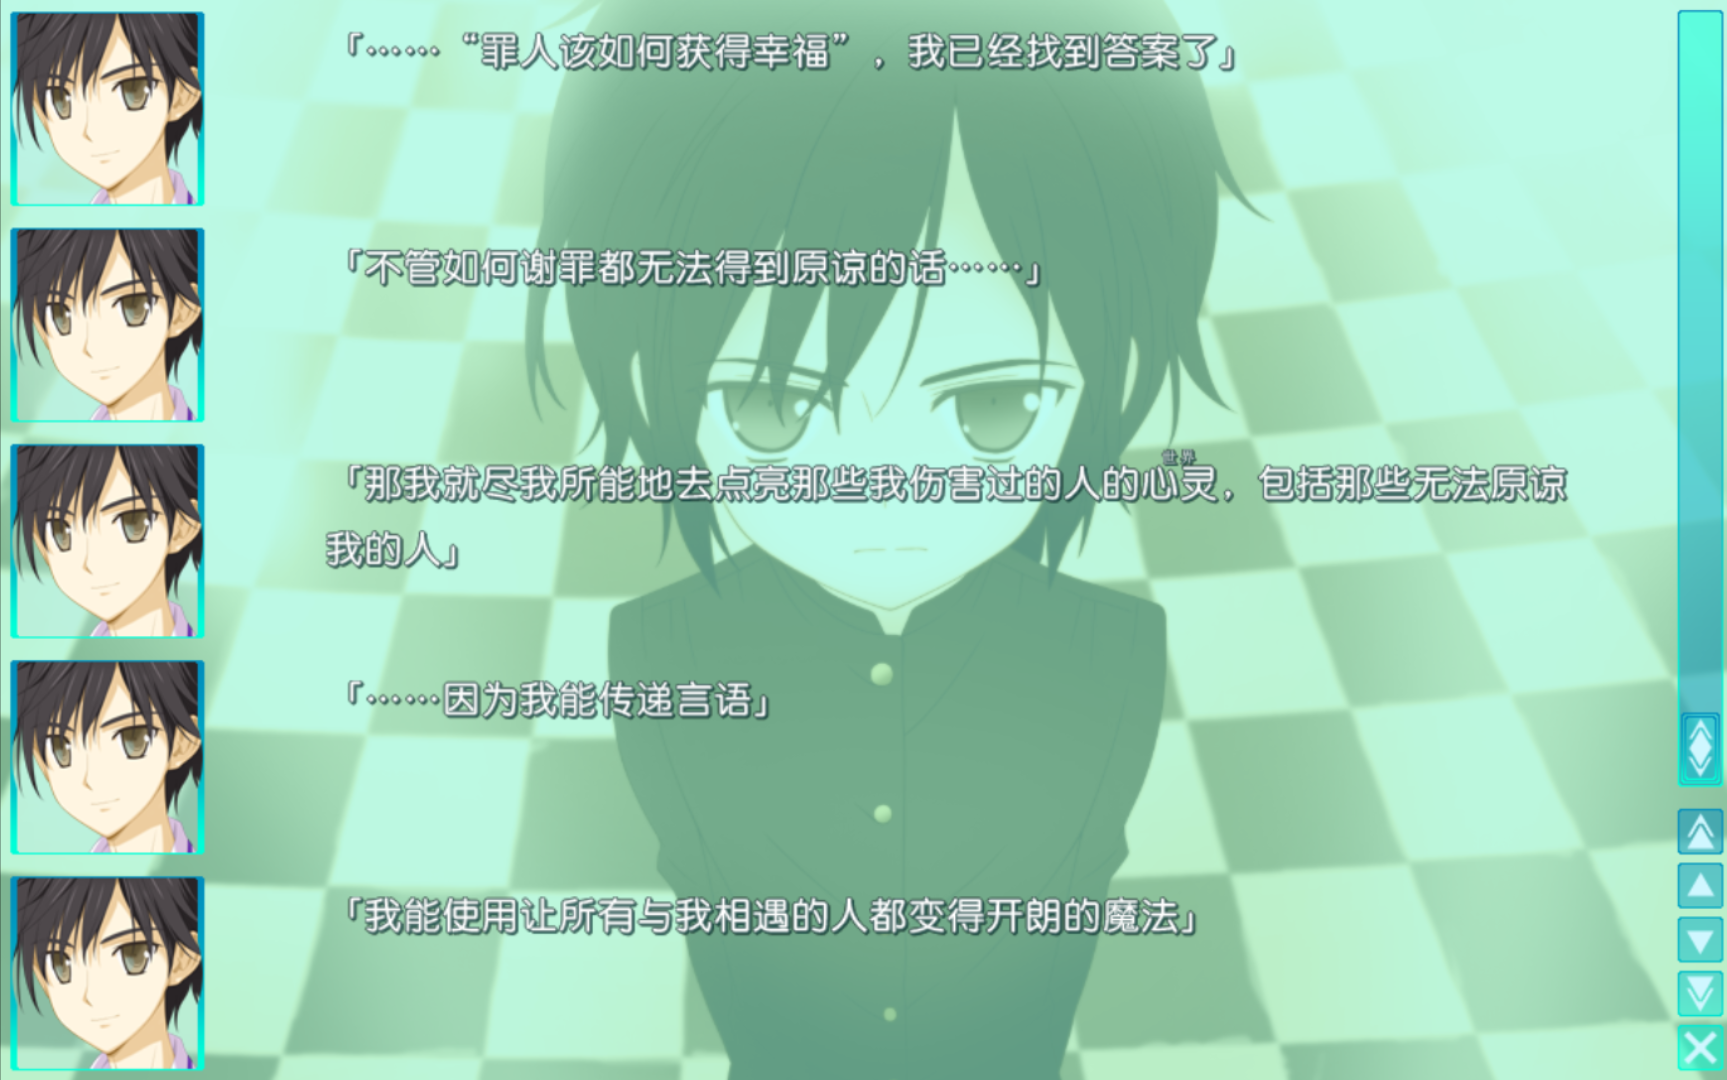 「……“罪人该如何获得幸福”，我已经找到答案了」
「不管如何谢罪都无法得到原谅的话……」
世界
「那我就尽我所能地去点亮那些我伤害过的人的心灵，包括那些无法原谅
我的人」
「……因为我能传递言语」
「我能使用让所有与我相遇的人都变得开朗的魔法」